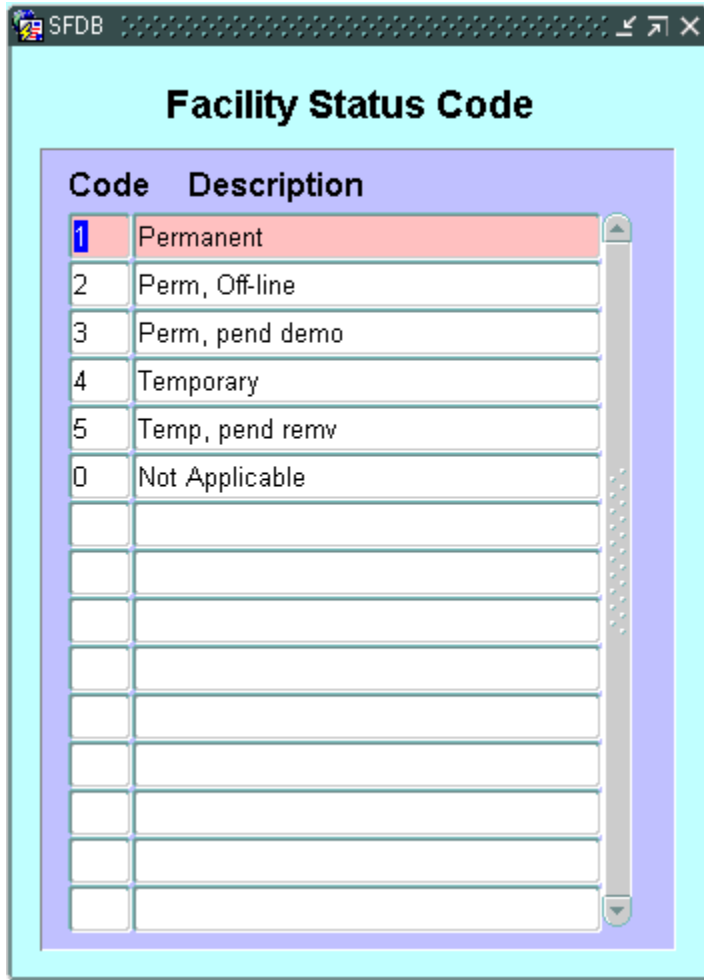 SFDB
Facility Status Code
Code Description
1 Permanent
2 Perm, Off-line
3 Perm, pend demo
4 Temporary
5 Temp, pend remv
0 Not Applicable